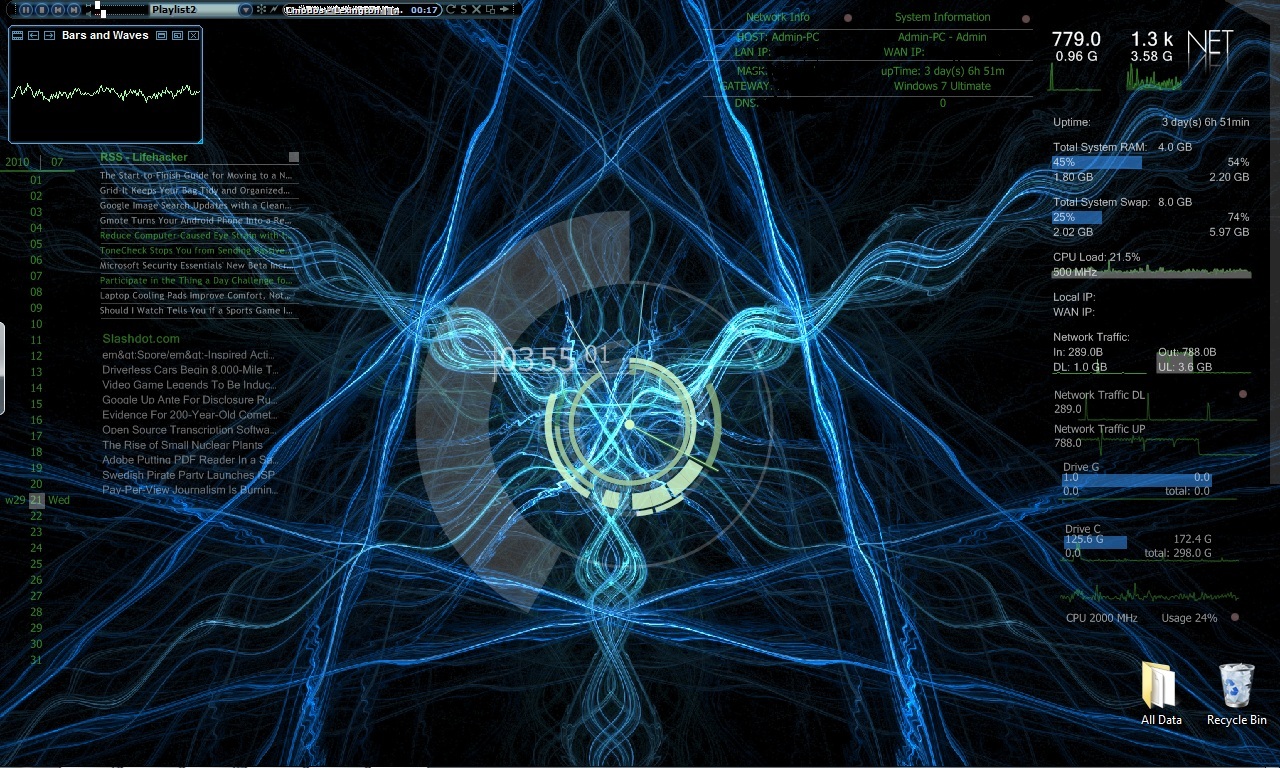 Playlist2
00:17
Bars and Waves
2010 | 07
01
02
03
04
05
06
07
08
09
10
11
12
13
14
15
16
17
18
19
20
w29 21 Wed
22
23
24
25
26
27
28
29
30
31
RSS - Lifehacker
The Start-to-Finish Guide for Moving to a N...
Grid-It Keeps Your Bag Tidy and Organized...
Google Image Search Updates with a Clean...
Gmote Turns Your Android Phone Into a Re...
Reduce Computer-Caused Eye Strain with t...
ToneCheck Stops You from Sending Passive...
Microsoft Security Essentials' New Beta Incr...
Participate in the Thing a Day Challenge fo...
Laptop Cooling Pads Improve Comfort, Not...
Should I Watch Tells You if a Sports Game I...
Slashdot.com
em&gt;Spore/em&gt;-Inspired Acti...
Driverless Cars Begin 8,000-Mile T...
Video Game Legends To Be Induc...
Google Up Ante For Disclosure Ru...
Evidence For 200-Year-Old Comet...
Open Source Transcription Softwa...
The Rise of Small Nuclear Plants
Adobe Putting PDF Reader In a Sa...
Swedish Pirate Party Launches ISP
Pay-Per-View Journalism Is Burnin...
03 55 01
Network Info
HOST: Admin-PC
LAN IP:
MASK.
GATEWAY.
DNS.
System Information
Admin-PC - Admin
WAN IP:
upTime: 3 day(s) 6h 51m
Windows 7 Ultimate
0
779.0 1.3 k NET
0.96 G 3.58 G
Uptime: 3 day(s) 6h 51min
Total System RAM: 4.0 GB
45% 54%
1.80 GB 2.20 GB
Total System Swap: 8.0 GB
25% 74%
2.02 GB 5.97 GB
CPU Load: 21.5%
500 MHz
Local IP:
WAN IP:
Network Traffic:
In: 289.0B Out: 788.0B
DL: 1.0 GB UL: 3.6 GB
Network Traffic DL
289.0
Network Traffic UP
788.0
Drive G
1.0 0.0
0.0 total: 0.0
Drive C
125.6 G 172.4 G
0.0 total: 298.0 G
CPU 2000 MHz Usage 24%
All Data
Recycle Bin